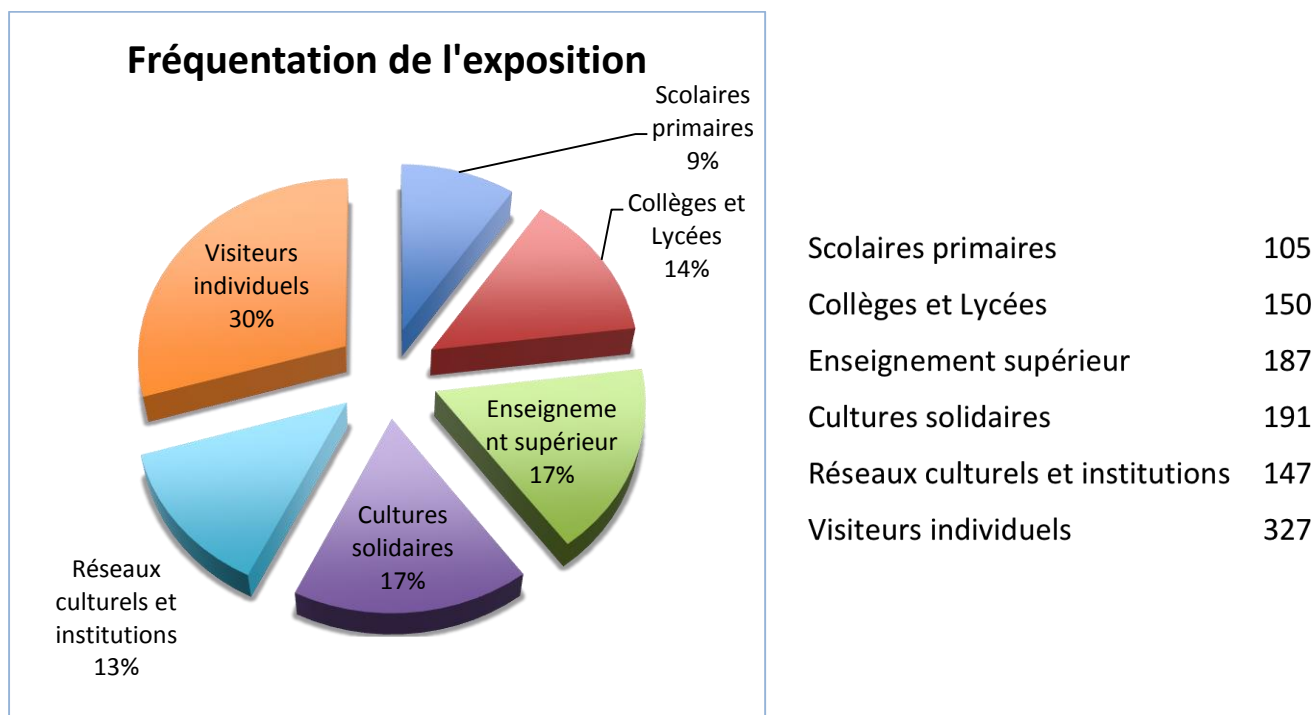 Fréquentation de l'exposition
Scolaires
primaires
9%
Collèges et
Lycées
14%
Enseigneme
nt supérieur
17%
Cultures
solidaires
17%
Réseaux
culturels et
institutions
13%
Visiteurs
individuels
30%
Scolaires primaires 105
Collèges et Lycées 150
Enseignement supérieur 187
Cultures solidaires 191
Réseaux culturels et institutions 147
Visiteurs individuels 327